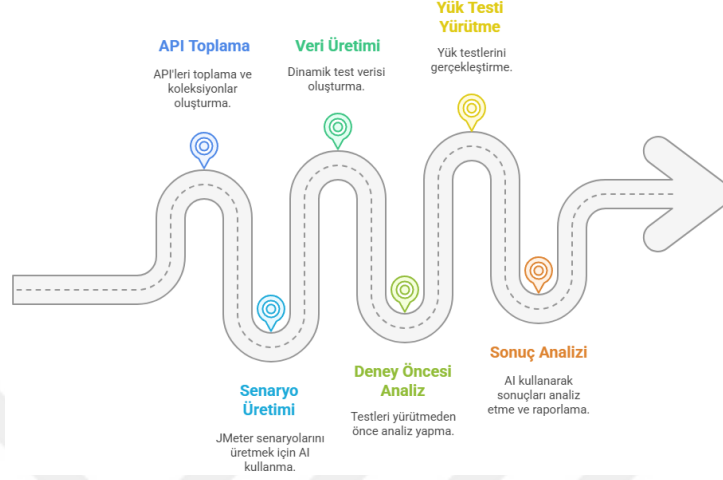 API Toplama
API'leri toplama ve
koleksiyonlar
oluşturma.
Senaryo
Üretimi
JMeter senaryolarını
üretmek için AI
kullanma.
Veri Üretimi
Dinamik test verisi
oluşturma.
Deney Öncesi
Analiz
Testleri yürütmeden
önce analiz yapma.
Yük Testi
Yürütme
Yük testlerini
gerçekleştirme.
Sonuç Analizi
AI kullanarak
sonuçları analiz
etme ve raporlama.